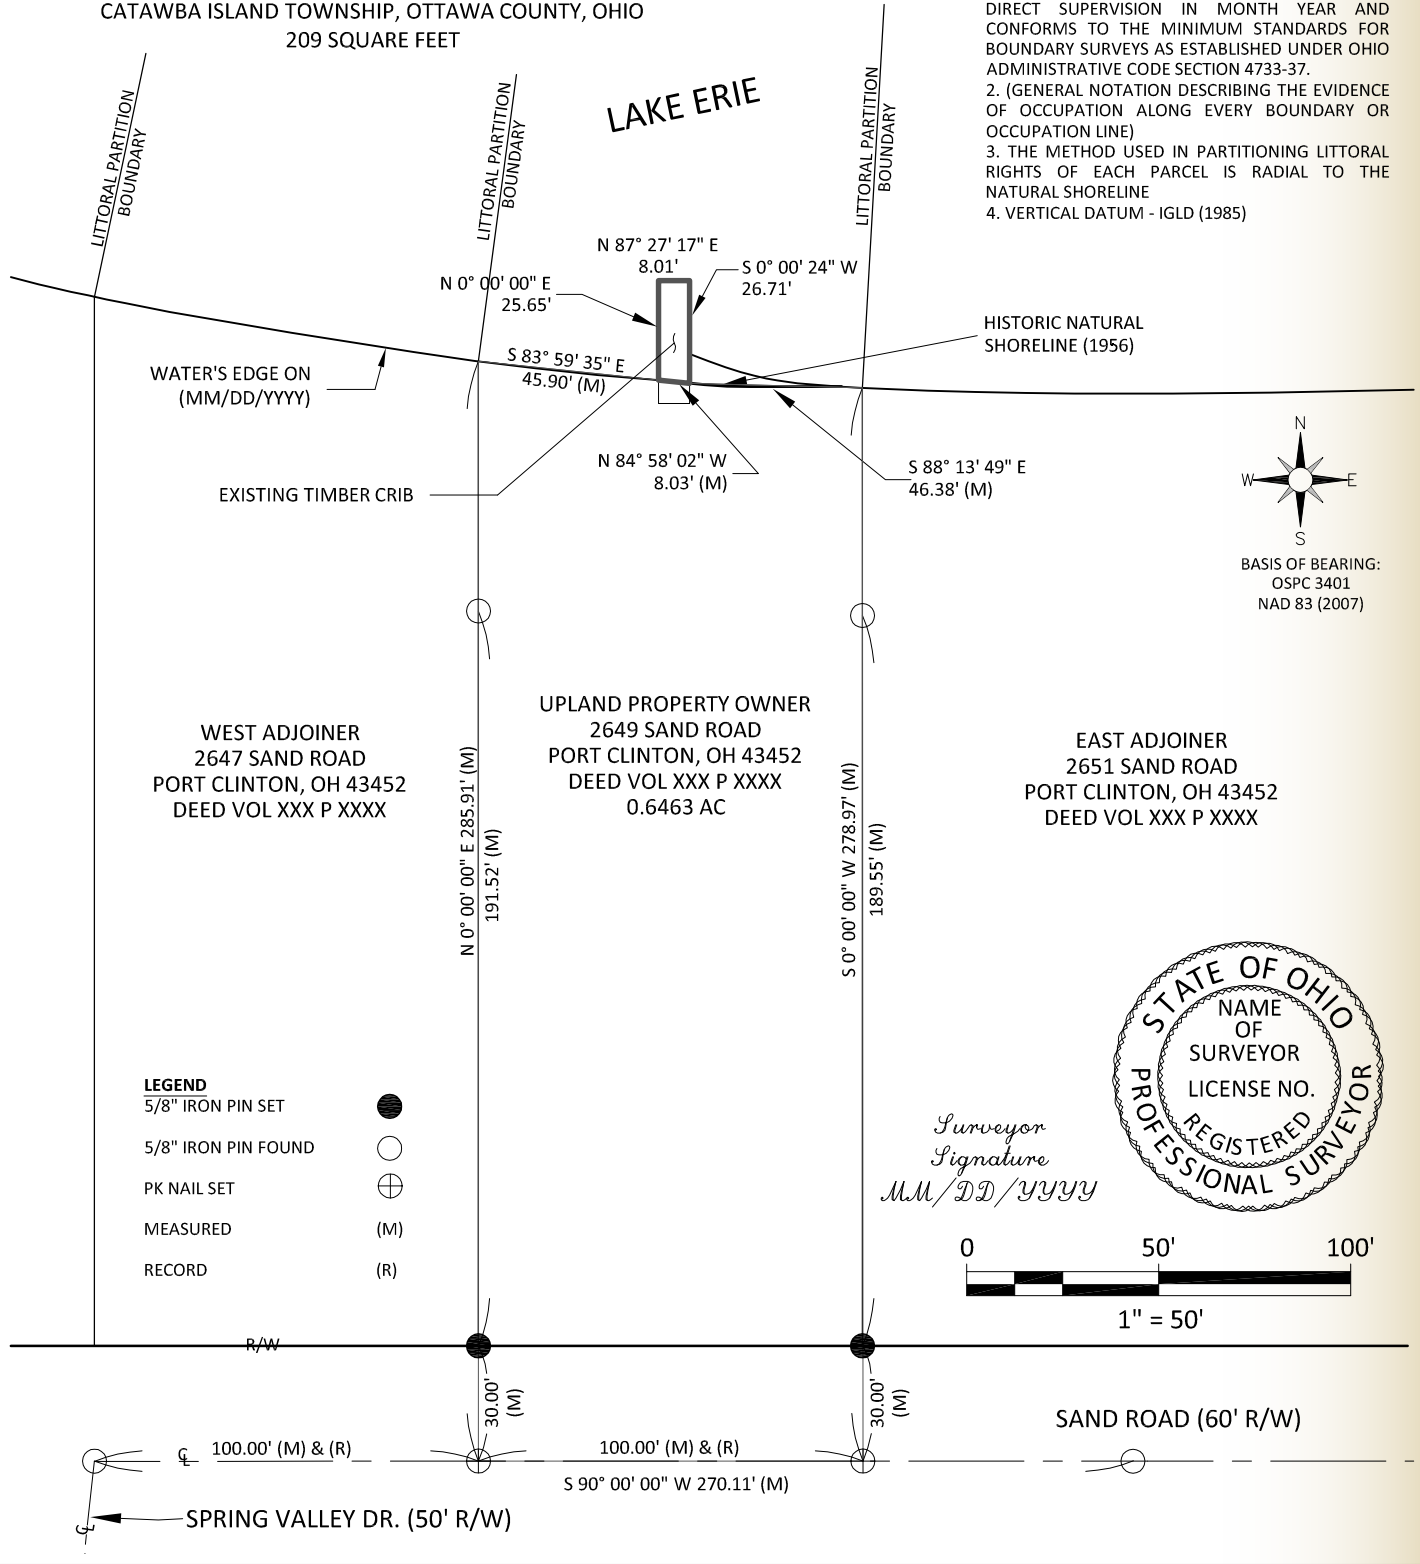 CATAWBA ISLAND TOWNSHIP, OTTAWA COUNTY, OHIO
209 SQUARE FEET
DIRECT SUPERVISION IN MONTH YEAR AND
CONFORMS TO THE MINIMUM STANDARDS FOR
BOUNDARY SURVEYS AS ESTABLISHED UNDER OHIO
ADMINISTRATIVE CODE SECTION 4733-37.
2. (GENERAL NOTATION DESCRIBING THE EVIDENCE
OF OCCUPATION ALONG EVERY BOUNDARY OR
OCCUPATION LINE)
3. THE METHOD USED IN PARTITIONING LITTORAL
RIGHTS OF EACH PARCEL IS RADIAL TO THE
NATURAL SHORELINE
4. VERTICAL DATUM - IGLD (1985)
LITTORAL PARTITION
BOUNDARY
LITTORAL PARTITION
BOUNDARY
LAKE ERIE
LITTORAL PARTITION
BOUNDARY
N 87° 27' 17" E
8.01'
N 0° 00' 00" E
25.65'
S 0° 00' 24" W
26.71'
HISTORIC NATURAL
SHORELINE (1956)
WATER'S EDGE ON
(MM/DD/YYYY)
S 83° 59' 35" E
45.90' (M)
N 84° 58' 02" W
8.03' (M)
S 88° 13' 49" E
46.38' (M)
EXISTING TIMBER CRIB
N
W
E
S
BASIS OF BEARING:
OSPC 3401
NAD 83 (2007)
WEST ADJOINER
2647 SAND ROAD
PORT CLINTON, OH 43452
DEED VOL XXX P XXXX
N 0° 00' 00" E 285.91' (M)
191.52' (M)
UPLAND PROPERTY OWNER
2649 SAND ROAD
PORT CLINTON, OH 43452
DEED VOL XXX P XXXX
0.6463 AC
S 0° 00' 00" W 278.97' (M)
189.55' (M)
EAST ADJOINER
2651 SAND ROAD
PORT CLINTON, OH 43452
DEED VOL XXX P XXXX
STATE OF OHIO
NAME
OF
SURVEYOR
LICENSE NO.
REGISTERED
PROFESSIONAL SURVEYOR
Surveyor
Signature
MM/DD/YYYY
LEGEND
5/8" IRON PIN SET
5/8" IRON PIN FOUND
PK NAIL SET
MEASURED (M)
RECORD (R)
0 50' 100'
1" = 50'
R/W
30.00'
(M)
30.00'
(M)
SAND ROAD (60' R/W)
℄ 100.00' (M) & (R)
100.00' (M) & (R)
S 90° 00' 00" W 270.11' (M)
℄
SPRING VALLEY DR. (50' R/W)